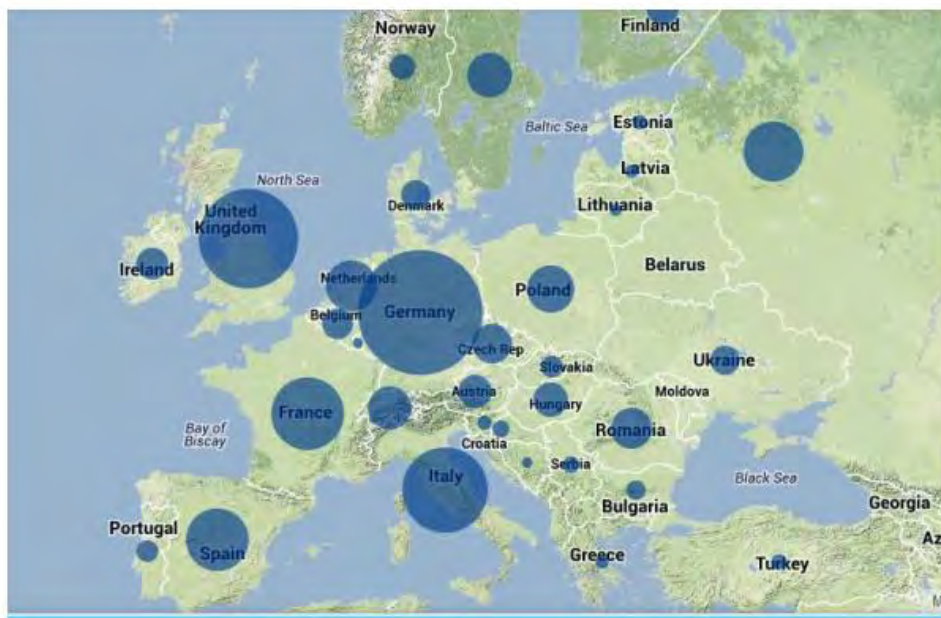 Norway
Finland
Baltic Sea
Estonia
Latvia
Lithuania
North Sea
United
Kingdom
Denmark
Ireland
Belarus
Netherlands
Poland
Belgium
Germany
Czech Rep
Ukraine
Slovakia
Austria
Hungary
Moldova
France
Bay of
Biscay
Croatia
Romania
Italy
Serbia
Black Sea
Bulgaria
Georgia
Portugal
Spain
Greece
Turkey
Az
M